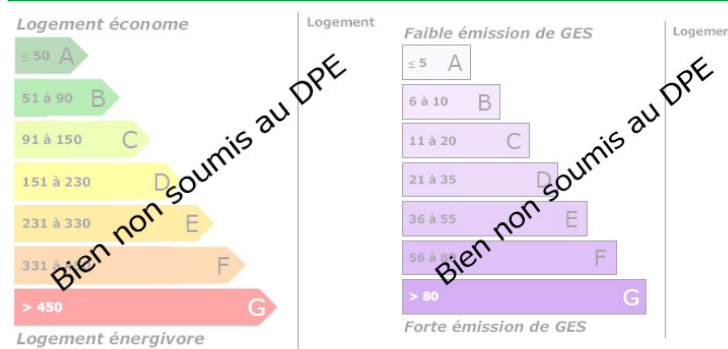 Logement économe
Logement
≤ 50 A
51 à 90 B
91 à 150 C
151 à 230 D
231 à 330 E
331 à F
> 450 G
Logement énergivore
Bien non soumis au DPE
Faible émission de GES
Logemen
≤ 5 A
6 à 10 B
11 à 20 C
21 à 35 D
36 à 55 E
56 à 80 F
> 80 G
Forte émission de GES
Bien non soumis au DPE